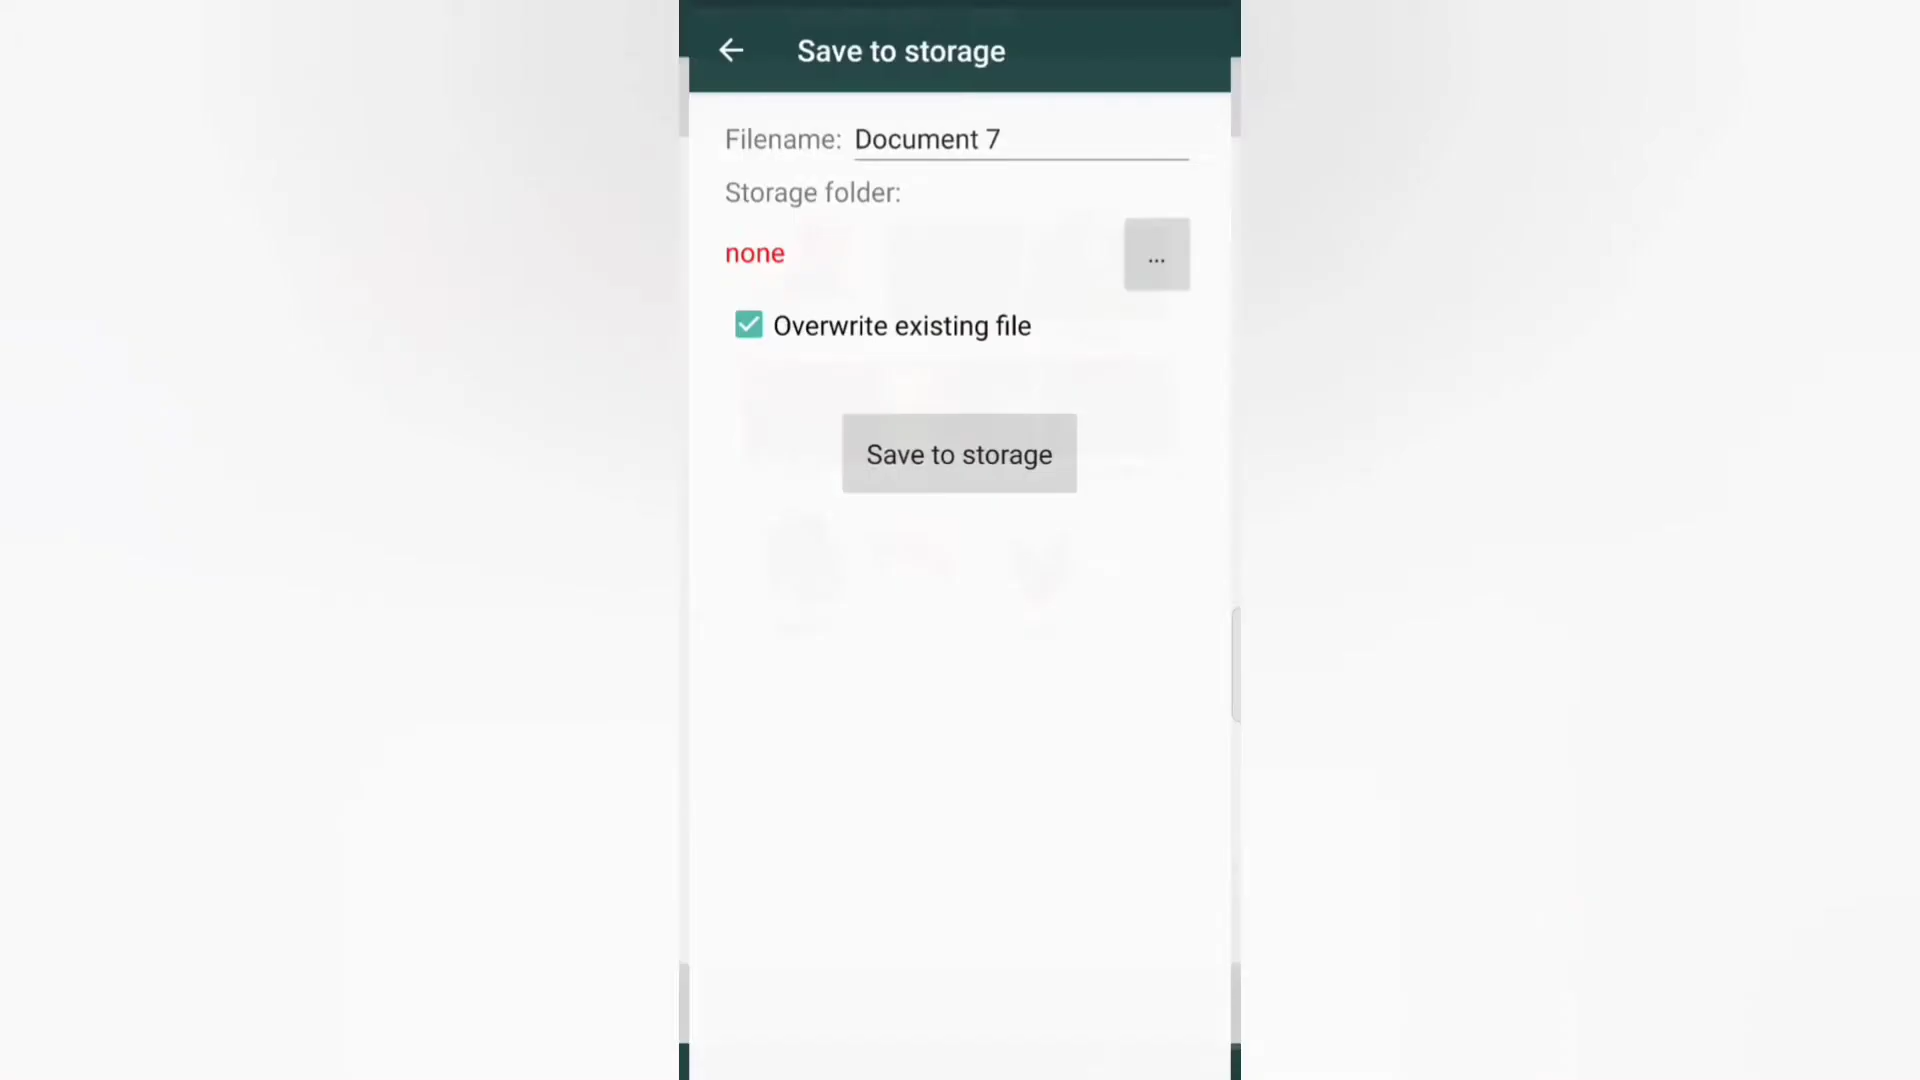 Save to storage
Filename: Document 7
Storage folder:
none
...
Overwrite existing file
Save to storage